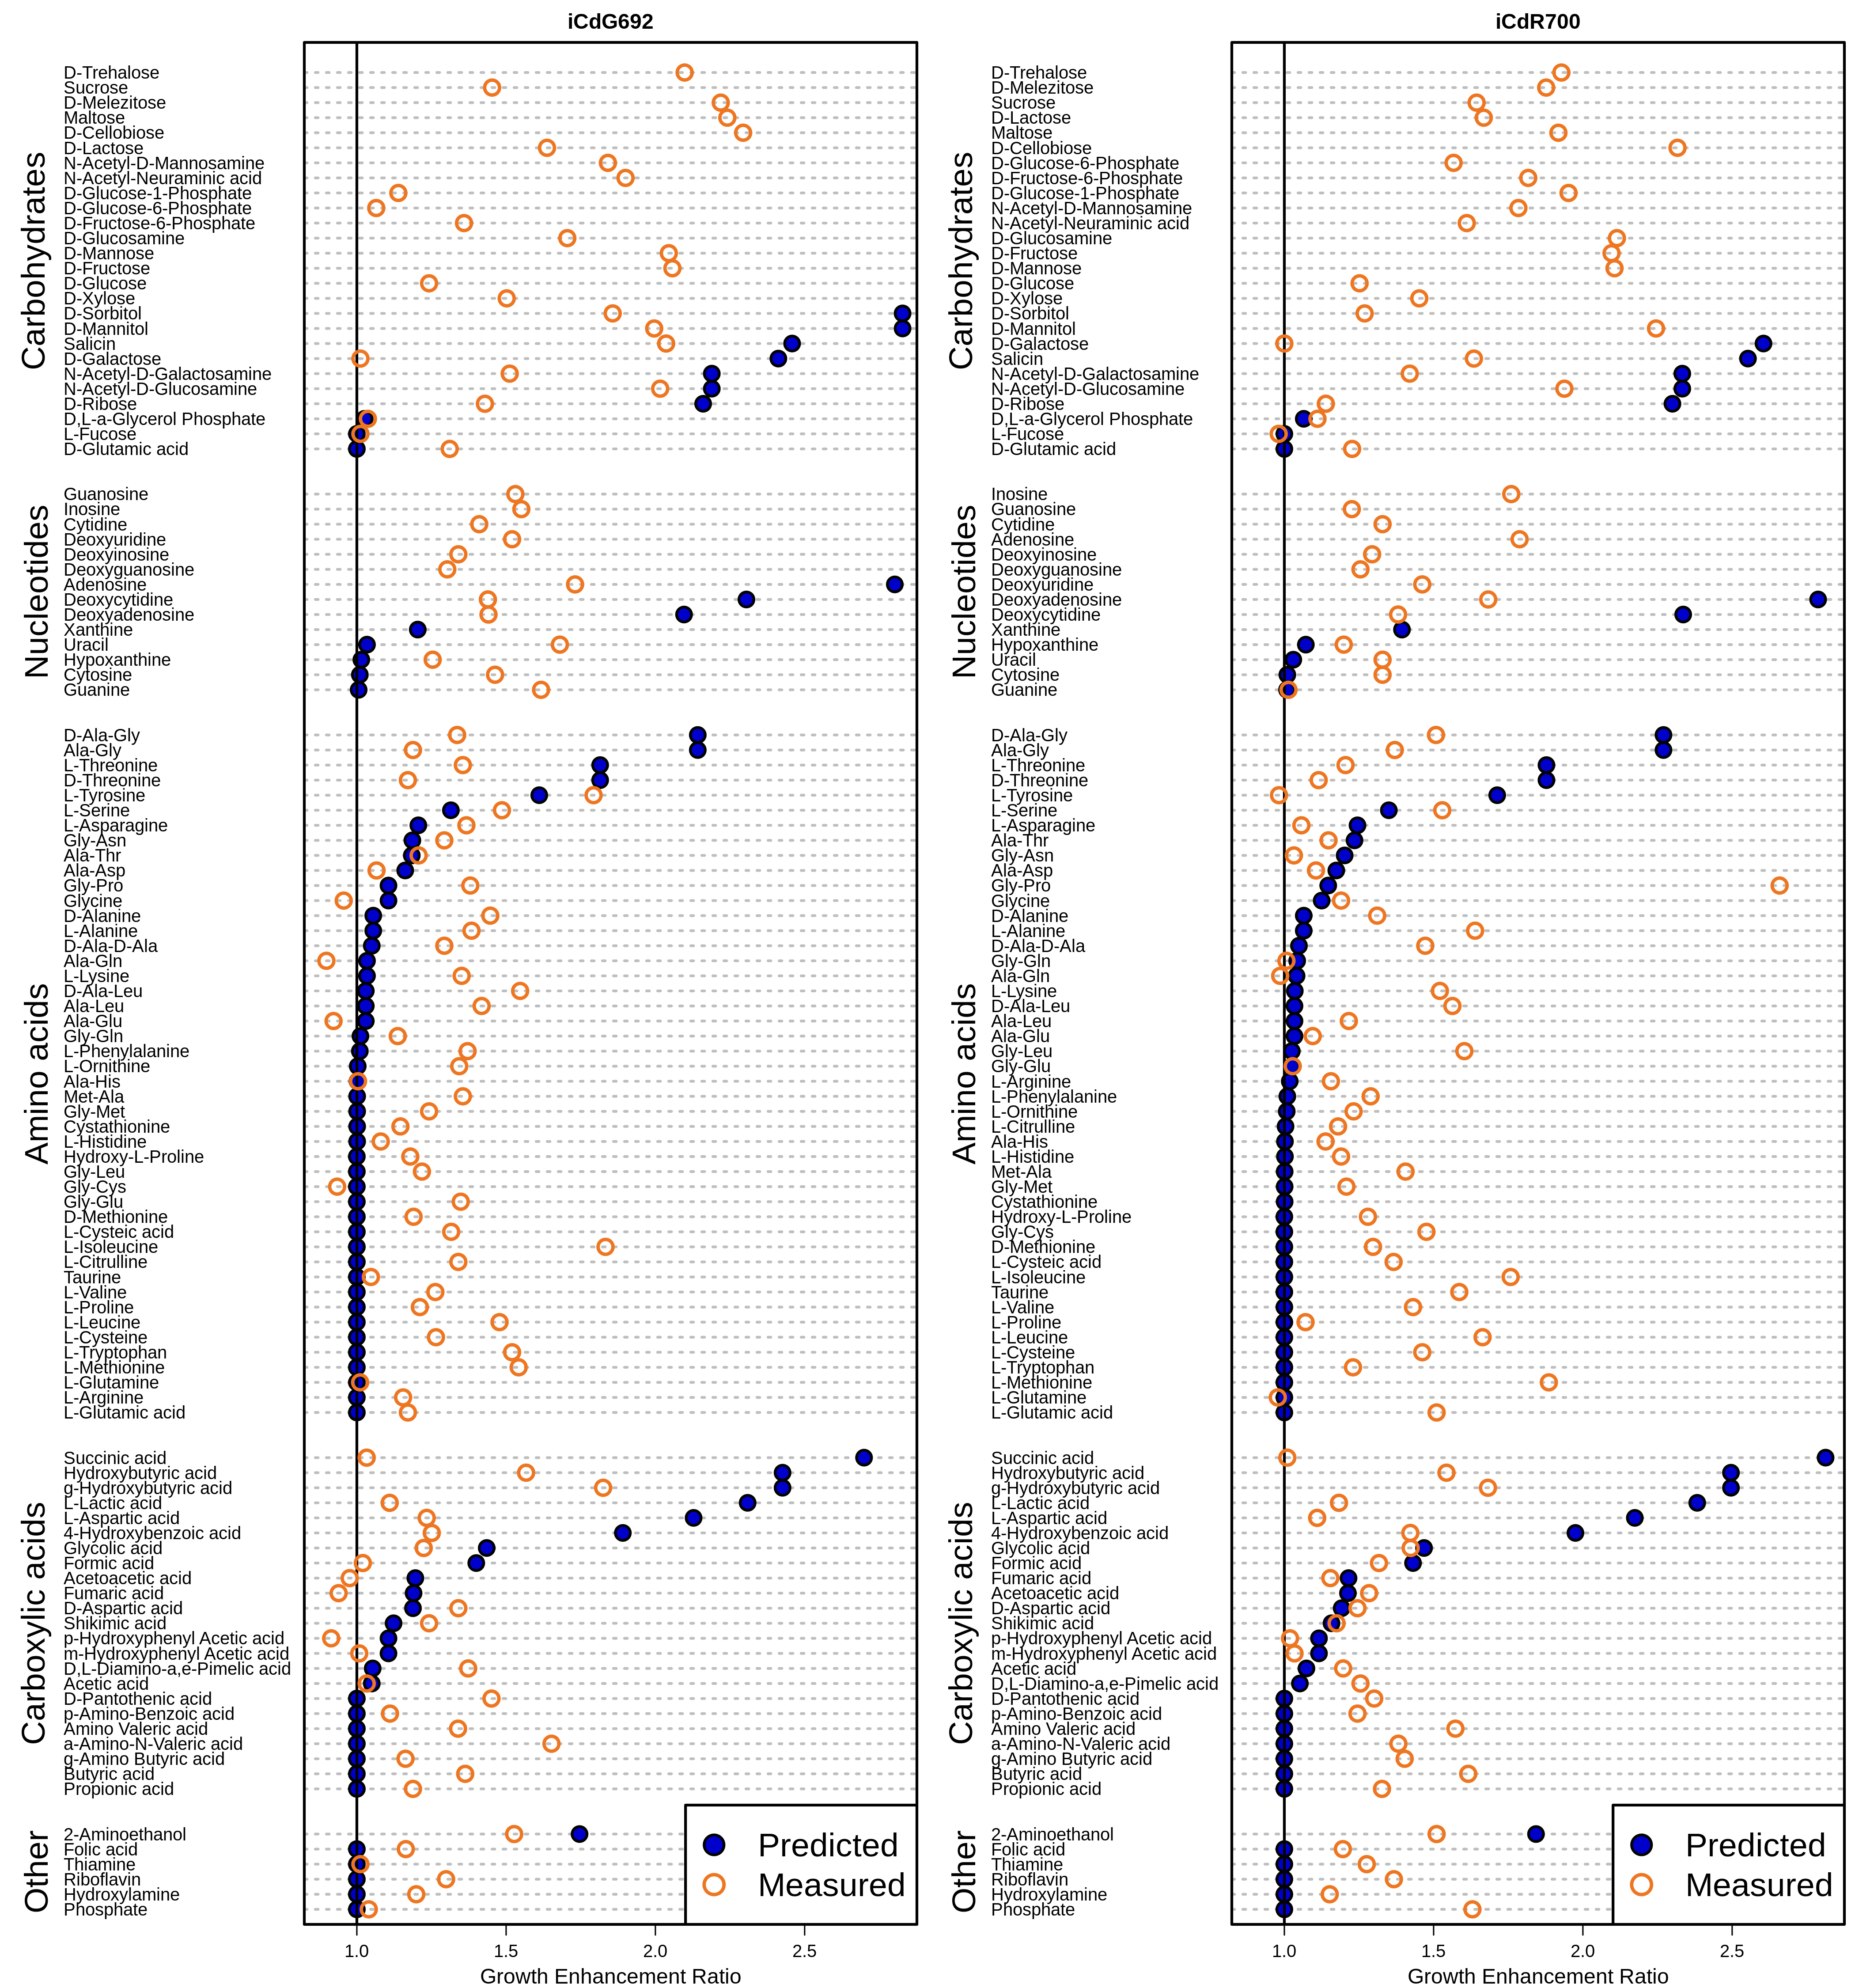 iCdG692
Carbohydrates
D-Trehalose
Sucrose
D-Melezitose
Maltose
D-Cellobiose
D-Lactose
N-Acetyl-D-Mannosamine
N-Acetyl-Neuraminic acid
D-Glucose-1-Phosphate
D-Glucose-6-Phosphate
D-Fructose-6-Phosphate
D-Glucosamine
D-Mannose
D-Fructose
D-Glucose
D-Xylose
D-Sorbitol
D-Mannitol
Salicin
D-Galactose
N-Acetyl-D-Galactosamine
N-Acetyl-D-Glucosamine
D-Ribose
D,L-a-Glycerol Phosphate
L-Fucose
D-Glutamic acid
Nucleotides
Guanosine
Inosine
Cytidine
Deoxyuridine
Deoxyinosine
Deoxyguanosine
Adenosine
Deoxycytidine
Deoxyadenosine
Xanthine
Uracil
Hypoxanthine
Cytosine
Guanine
Amino acids
D-Ala-Gly
Ala-Gly
L-Threonine
D-Threonine
L-Tyrosine
L-Serine
L-Asparagine
Gly-Asn
Ala-Thr
Ala-Asp
Gly-Pro
Glycine
D-Alanine
L-Alanine
D-Ala-D-Ala
Ala-Gln
L-Lysine
D-Ala-Leu
Ala-Leu
Ala-Glu
Gly-Gln
L-Phenylalanine
L-Ornithine
Ala-His
Met-Ala
Gly-Met
Cystathionine
L-Histidine
Hydroxy-L-Proline
Gly-Leu
Gly-Cys
Gly-Glu
D-Methionine
L-Cysteic acid
L-Isoleucine
L-Citrulline
Taurine
L-Valine
L-Proline
L-Leucine
L-Cysteine
L-Tryptophan
L-Methionine
L-Glutamine
L-Arginine
L-Glutamic acid
Carboxylic acids
Succinic acid
Hydroxybutyric acid
g-Hydroxybutyric acid
L-Lactic acid
L-Aspartic acid
4-Hydroxybenzoic acid
Glycolic acid
Formic acid
Acetoacetic acid
Fumaric acid
D-Aspartic acid
Shikimic acid
p-Hydroxyphenyl Acetic acid
m-Hydroxyphenyl Acetic acid
D,L-Diamino-a,e-Pimelic acid
Acetic acid
D-Pantothenic acid
p-Amino-Benzoic acid
Amino Valeric acid
a-Amino-N-Valeric acid
g-Amino Butyric acid
Butyric acid
Propionic acid
Other
2-Aminoethanol
Folic acid
Thiamine
Riboflavin
Hydroxylamine
Phosphate
Predicted
Measured
1.0 1.5 2.0 2.5
Growth Enhancement Ratio
iCdR700
Carbohydrates
D-Trehalose
D-Melezitose
Sucrose
D-Lactose
Maltose
D-Cellobiose
D-Glucose-6-Phosphate
D-Fructose-6-Phosphate
D-Glucose-1-Phosphate
N-Acetyl-D-Mannosamine
N-Acetyl-Neuraminic acid
D-Glucosamine
D-Fructose
D-Mannose
D-Glucose
D-Xylose
D-Sorbitol
D-Mannitol
D-Galactose
Salicin
N-Acetyl-D-Galactosamine
N-Acetyl-D-Glucosamine
D-Ribose
D,L-a-Glycerol Phosphate
L-Fucose
D-Glutamic acid
Nucleotides
Inosine
Guanosine
Cytidine
Adenosine
Deoxyinosine
Deoxyguanosine
Deoxyuridine
Deoxyadenosine
Deoxycytidine
Xanthine
Hypoxanthine
Uracil
Cytosine
Guanine
Amino acids
D-Ala-Gly
Ala-Gly
L-Threonine
D-Threonine
L-Tyrosine
L-Serine
L-Asparagine
Ala-Thr
Gly-Asn
Ala-Asp
Gly-Pro
Glycine
D-Alanine
L-Alanine
D-Ala-D-Ala
Gly-Gln
Ala-Gln
L-Lysine
D-Ala-Leu
Ala-Leu
Ala-Glu
Gly-Leu
Gly-Glu
L-Arginine
L-Phenylalanine
L-Ornithine
L-Citrulline
Ala-His
L-Histidine
Met-Ala
Gly-Met
Cystathionine
Hydroxy-L-Proline
Gly-Cys
D-Methionine
L-Cysteic acid
L-Isoleucine
Taurine
L-Valine
L-Proline
L-Leucine
L-Cysteine
L-Tryptophan
L-Methionine
L-Glutamine
L-Glutamic acid
Carboxylic acids
Succinic acid
Hydroxybutyric acid
g-Hydroxybutyric acid
L-Lactic acid
L-Aspartic acid
4-Hydroxybenzoic acid
Glycolic acid
Formic acid
Fumaric acid
Acetoacetic acid
D-Aspartic acid
Shikimic acid
p-Hydroxyphenyl Acetic acid
m-Hydroxyphenyl Acetic acid
Acetic acid
D,L-Diamino-a,e-Pimelic acid
D-Pantothenic acid
p-Amino-Benzoic acid
Amino Valeric acid
a-Amino-N-Valeric acid
g-Amino Butyric acid
Butyric acid
Propionic acid
Other
2-Aminoethanol
Folic acid
Thiamine
Riboflavin
Hydroxylamine
Phosphate
Predicted
Measured
1.0 1.5 2.0 2.5
Growth Enhancement Ratio